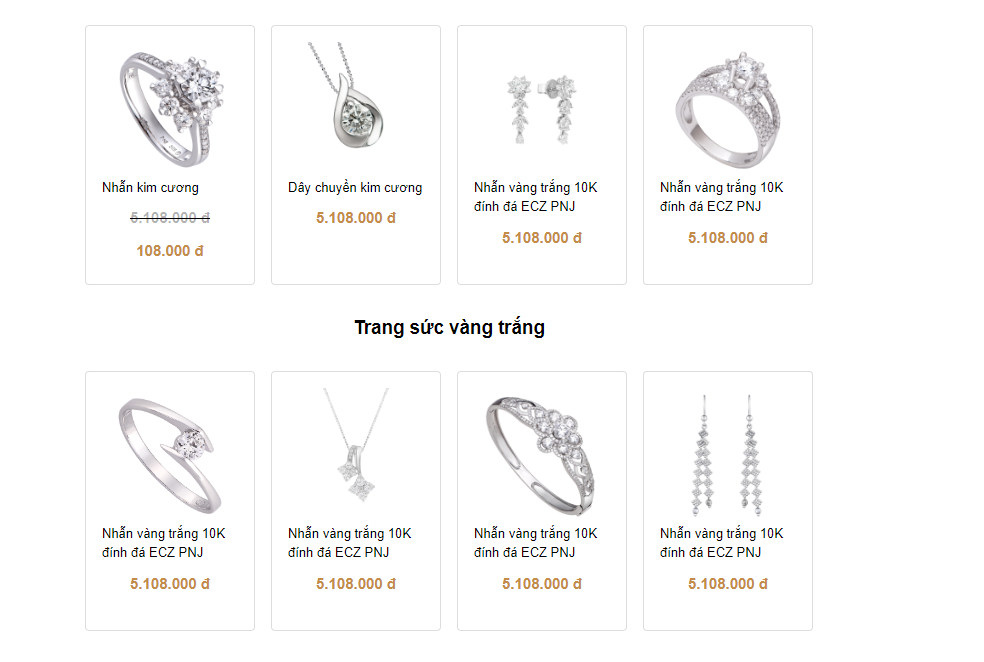 Nhẫn kim cương
5.108.000 đ
108.000 đ
Dây chuyền kim cương
5.108.000 đ
Nhẫn vàng trắng 10K
đính đá ECZ PNJ
5.108.000 đ
Nhẫn vàng trắng 10K
đính đá ECZ PNJ
5.108.000 đ
Trang sức vàng trắng
Nhẫn vàng trắng 10K
đính đá ECZ PNJ
5.108.000 đ
Nhẫn vàng trắng 10K
đính đá ECZ PNJ
5.108.000 đ
Nhẫn vàng trắng 10K
đính đá ECZ PNJ
5.108.000 đ
Nhẫn vàng trắng 10K
đính đá ECZ PNJ
5.108.000 đ